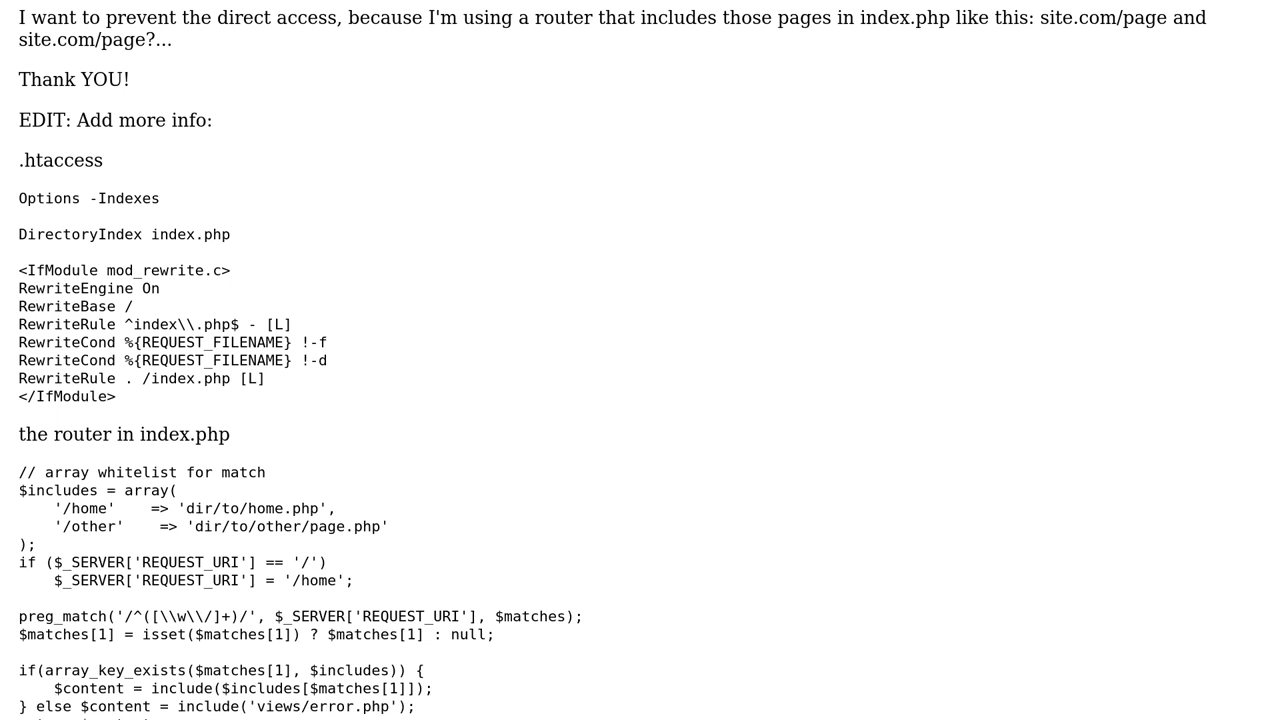 I want to prevent the direct access, because I'm using a router that includes those pages in index.php like this: site.com/page and
site.com/page?...
Thank YOU!
EDIT: Add more info:
.htaccess
Options -Indexes
DirectoryIndex index.php
<IfModule mod_rewrite.c>
RewriteEngine On
RewriteBase /
RewriteRule ^index\\.php$ - [L]
RewriteCond %{REQUEST_FILENAME} !-f
RewriteCond %{REQUEST_FILENAME} !-d
RewriteRule . /index.php [L]
</IfModule>
the router in index.php
// array whitelist for match
$includes = array(
    '/home'    => 'dir/to/home.php',
    '/other'    => 'dir/to/other/page.php'
);
if ($_SERVER['REQUEST_URI'] == '/')
    $_SERVER['REQUEST_URI'] = '/home';
preg_match('/^([\\w\\/]+)/', $_SERVER['REQUEST_URI'], $matches);
$matches[1] = isset($matches[1]) ? $matches[1] : null;
if(array_key_exists($matches[1], $includes)) {
    $content = include($includes[$matches[1]]);
} else $content = include('views/error.php');